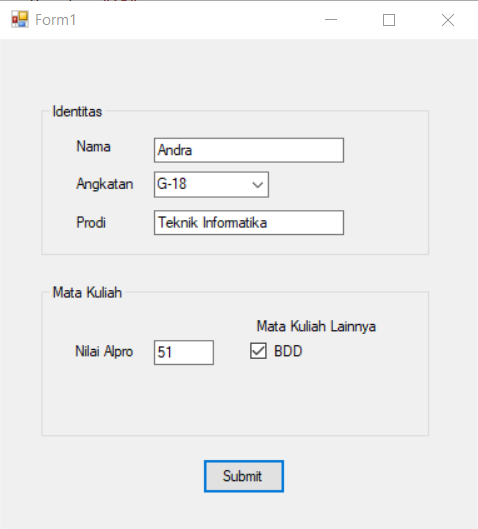 Form1
Identitas
Nama Andra
Angkatan G-18
Prodi Teknik Informatika
Mata Kuliah
Mata Kuliah Lainnya
Nilai Alpro 51 BDD
Submit